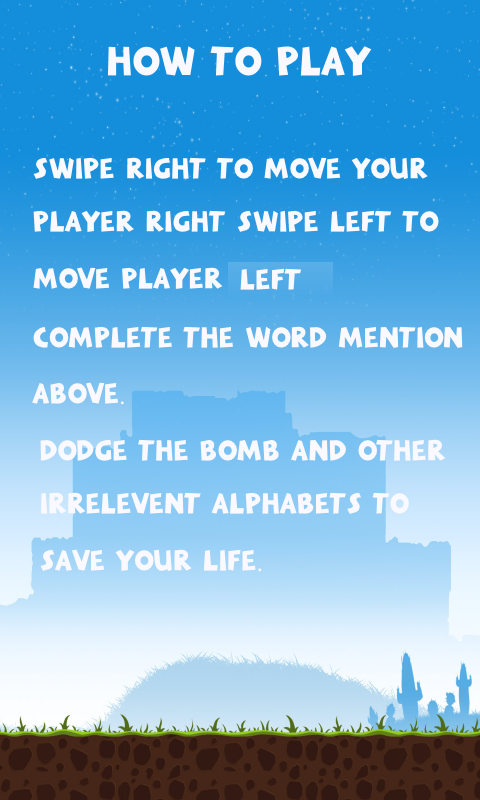 HOW TO PLAY
SWIPE RIGHT TO MOVE YOUR
PLAYER RIGHT SWIPE LEFT TO
MOVE PLAYER LEFT
COMPLETE THE WORD MENTION
ABOVE.
DODGE THE BOMB AND OTHER
IRRELEVENT ALPHABETS TO
SAVE YOUR LIFE.